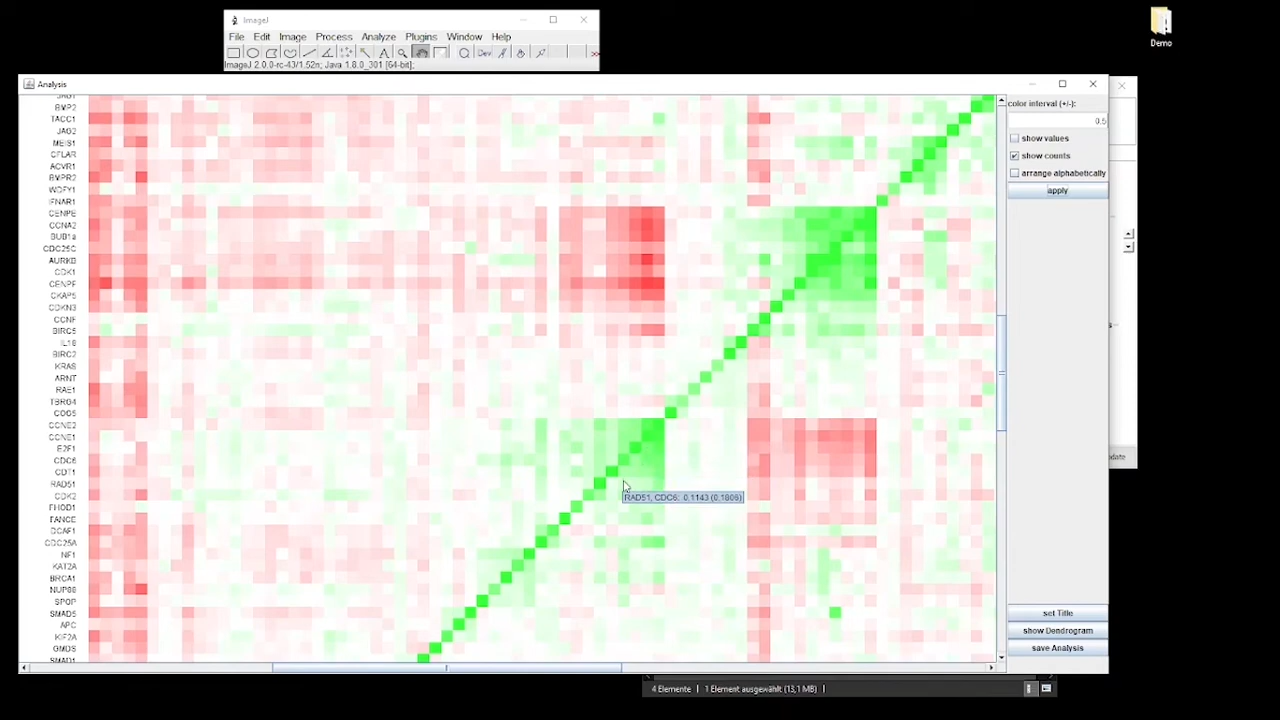 ImageJ
File Edit Image Process Analyze Plugins Window Help
Dev
ImageJ 2.0.0-rc-43/1.52n; Java 1.8.0_301 [64-bit];
Demo
Analysis
JAG1
BMP2
TACC1
JAG2
MEIS1
CFLAR
ACVR1
BMPR2
WDFY1
IFNAR1
CENPE
CCNA2
BUB1a
CDC25C
AURKB
CDK1
CENPF
CKAP5
CDKN3
CCNF
BIRC5
IL18
BIRC2
KRAS
ARNT
RAE1
TBRG4
COG5
CCNE2
CCNE1
E2F1
CDC6
CDT1
RAD51
CDK2
FHOD1
FANCE
DCAF1
CDC25A
NF1
KAT2A
BRCA1
NUP88
SPOP
SMAD5
APC
KIF2A
GMDS
SMAD1
RAD51, CDC6: 0,1143 (0,1806)
color interval (+/-):
0.5
show values
show counts
arrange alphabetically
apply
set Title
show Dendrogram
save Analysis
4 Elemente
1 Element ausgewählt (13,1 MB)